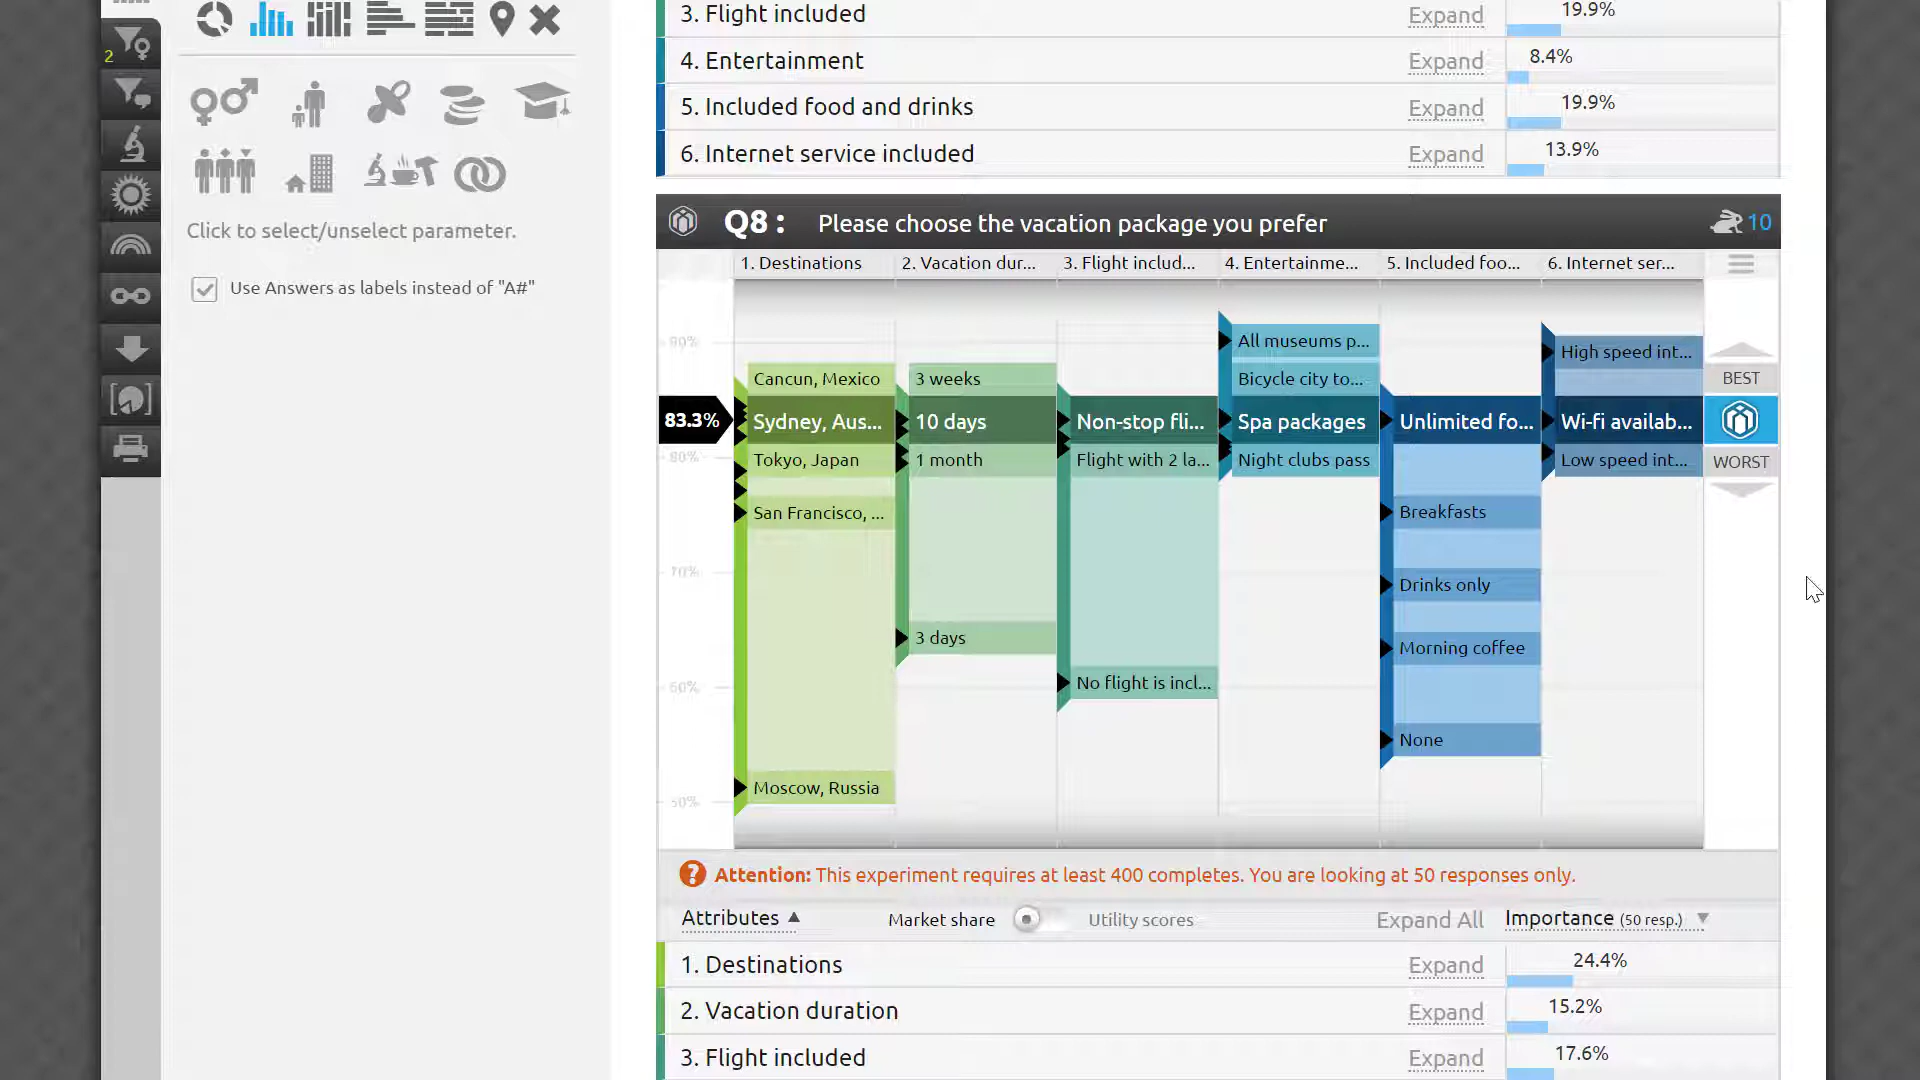 3. Flight included Expand 19.9%
4. Entertainment Expand 8.4%
5. Included food and drinks Expand 19.9%
6. Internet service included Expand 13.9%
2
Click to select/unselect parameter.
Use Answers as labels instead of "A#"
Q8 : Please choose the vacation package you prefer 10
1. Destinations 2. Vacation dur... 3. Flight includ... 4. Entertainme... 5. Included foo... 6. Internet ser...
90%
All museums p...
High speed int...
Cancun, Mexico 3 weeks Bicycle city to... BEST
83.3% Sydney, Aus... 10 days Non-stop fli... Spa packages Unlimited fo... Wi-fi availab...
80% Tokyo, Japan 1 month Flight with 2 la... Night clubs pass Low speed int... WORST
San Francisco, ... Breakfasts
70%
Drinks only
3 days Morning coffee
60% No flight is incl...
None
Moscow, Russia
50%
Attention: This experiment requires at least 400 completes. You are looking at 50 responses only.
Attributes ▲ Market share Utility scores Expand All Importance (50 resp.) ▼
1. Destinations Expand 24.4%
2. Vacation duration Expand 15.2%
3. Flight included Expand 17.6%